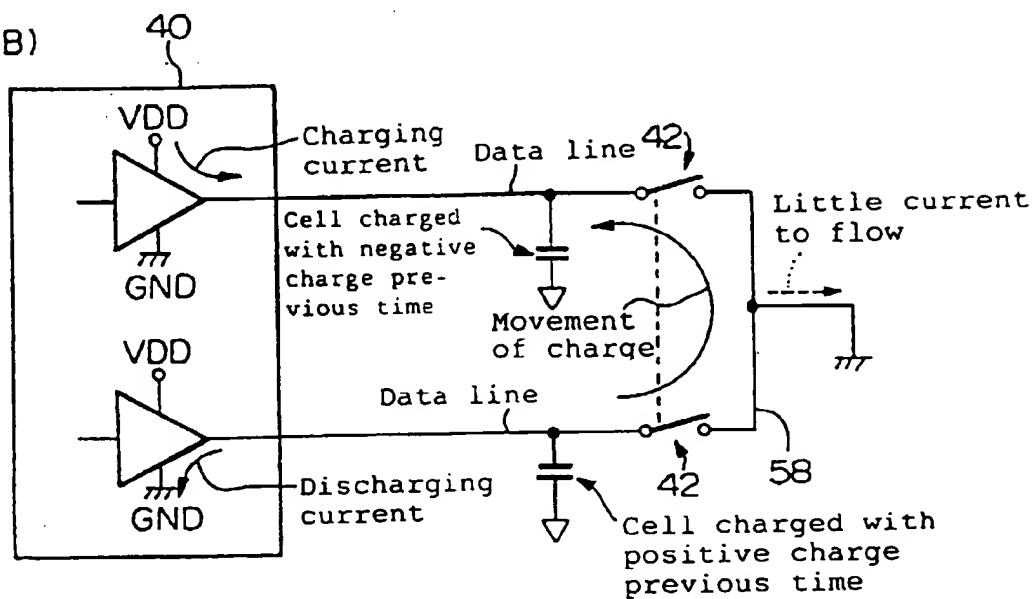 B)
40
VDD
Charging
current
GND
Data line
42
Cell charged
with negative
charge pre-
vious time
Little current
to flow
Movement
of charge
VDD
Discharging
current
GND
Data line
42
58
Cell charged with
positive charge
previous time